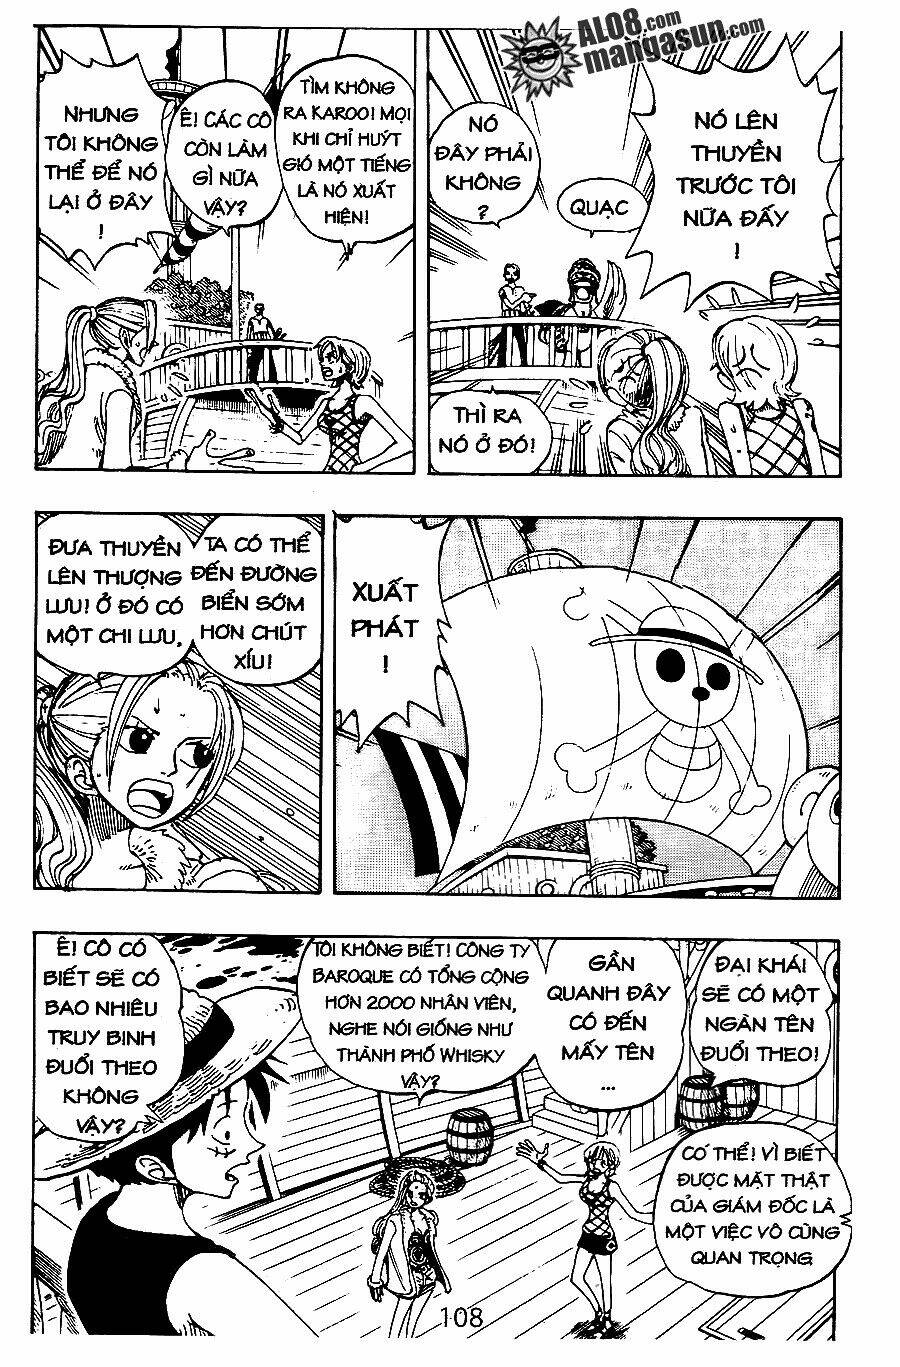 AL08.com
mangasun.com
NHƯNG
TÔI KHÔNG
THỂ ĐỂ NÓ
LẠI Ở ĐÂY
!
Ê! CÁC CÔ
CÒN LÀM
GÌ NỮA
VẬY?
TÌM KHÔNG
RA KAROO! MỌI
KHI CHỈ HUÝT
GIÓ MỘT TIẾNG
LÀ NÓ XUẤT
HIỆN!
NÓ
ĐÂY PHẢI
KHÔNG
?
QUẠC
NÓ LÊN
THUYỀN
TRƯỚC TÔI
NỮA ĐẤY
!
THÌ RA
NÓ Ở ĐÓ!
ĐƯA THUYỀN
LÊN THƯỢNG
LƯU! Ở ĐÓ CÓ
MỘT CHI LƯU,
TA CÓ THỂ
ĐẾN ĐƯỜNG
BIỂN SỚM
HƠN CHÚT
XÍU!
XUẤT
PHÁT
!
Ê! CÔ CÓ
BIẾT SẼ CÓ
BAO NHIÊU
TRUY BINH
ĐUỔI THEO
KHÔNG
VẬY?
TÔI KHÔNG BIẾT! CÔNG TY
BAROQUE CÓ TỔNG CỘNG
HƠN 2000 NHÂN VIÊN,
NGHE NÓI GIỐNG NHƯ
THÀNH PHỐ WHISKY
VẬY?
GẦN
QUANH ĐÂY
CÓ ĐẾN
MẤY TÊN
...
ĐẠI KHÁI
SẼ CÓ MỘT
NGÀN TÊN
ĐUỔI THEO!
CÓ THỂ! VÌ BIẾT
ĐƯỢC MẶT THẬT
CỦA GIÁM ĐỐC LÀ
MỘT VIỆC VÔ CÙNG
QUAN TRỌNG
108